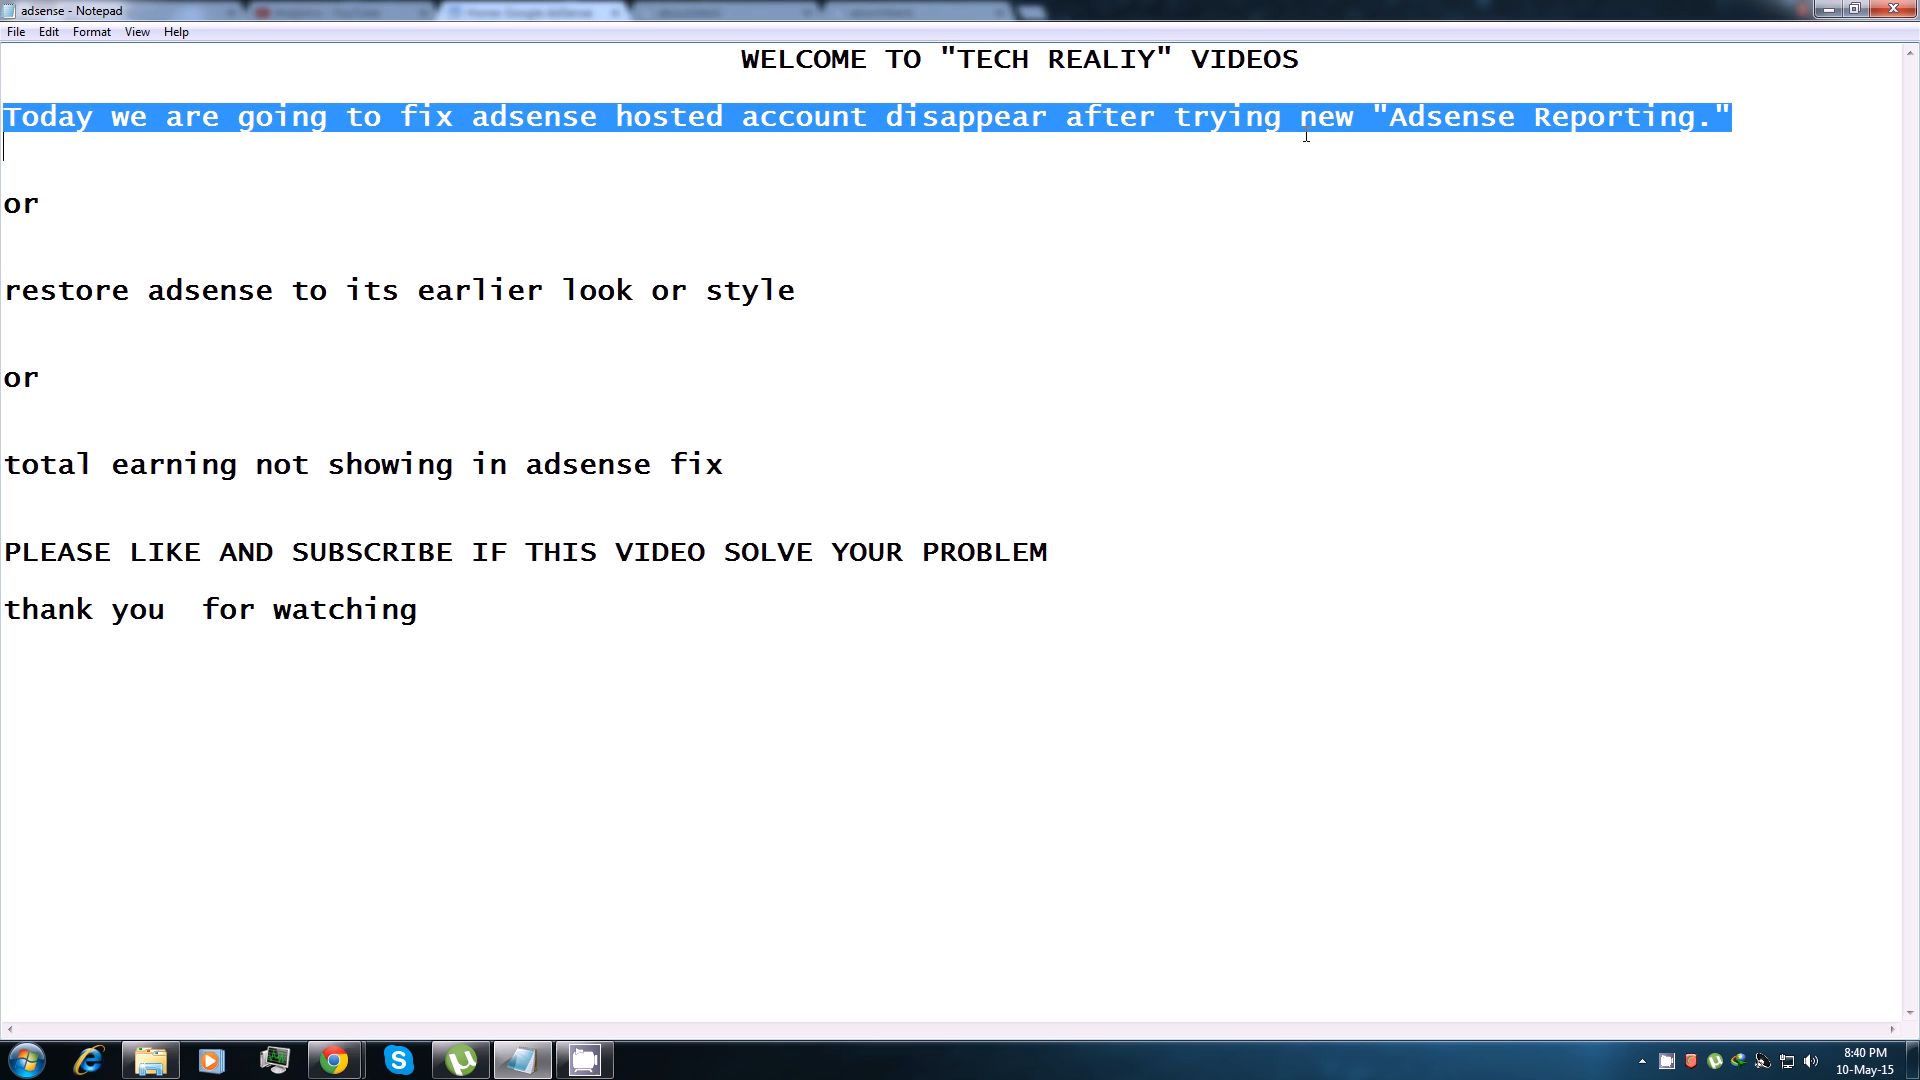 adsense - Notepad
File Edit Format View Help
WELCOME TO "TECH REALIY" VIDEOS
Today we are going to fix adsense hosted account disappear after trying new "Adsense Reporting."
or
restore adsense to its earlier look or style
or
total earning not showing in adsense fix
PLEASE LIKE AND SUBSCRIBE IF THIS VIDEO SOLVE YOUR PROBLEM
thank you  for watching
8:40 PM
10-May-15